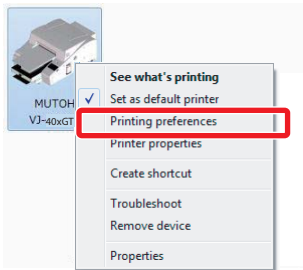 MUTOH
VJ-40xGT
See what's printing
Set as default printer
Printing preferences
Printer properties
Create shortcut
Troubleshoot
Remove device
Properties